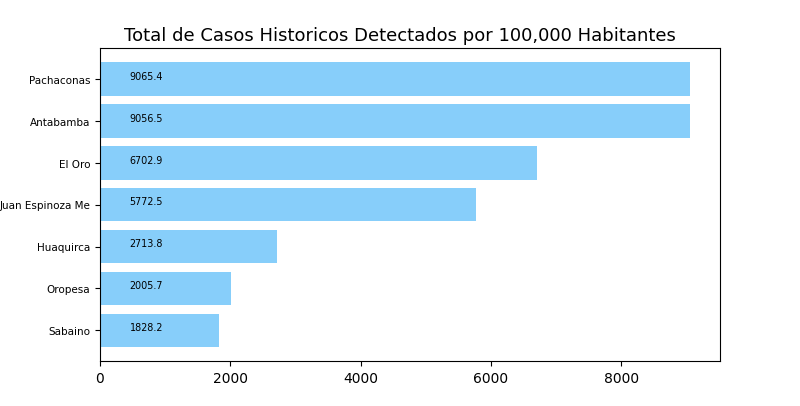 Total de Casos Historicos Detectados por 100,000 Habitantes
Pachaconas 9065.4
Antabamba 9056.5
El Oro 6702.9
Juan Espinoza Me 5772.5
Huaquirca 2713.8
Oropesa 2005.7
Sabaino 1828.2
0 2000 4000 6000 8000